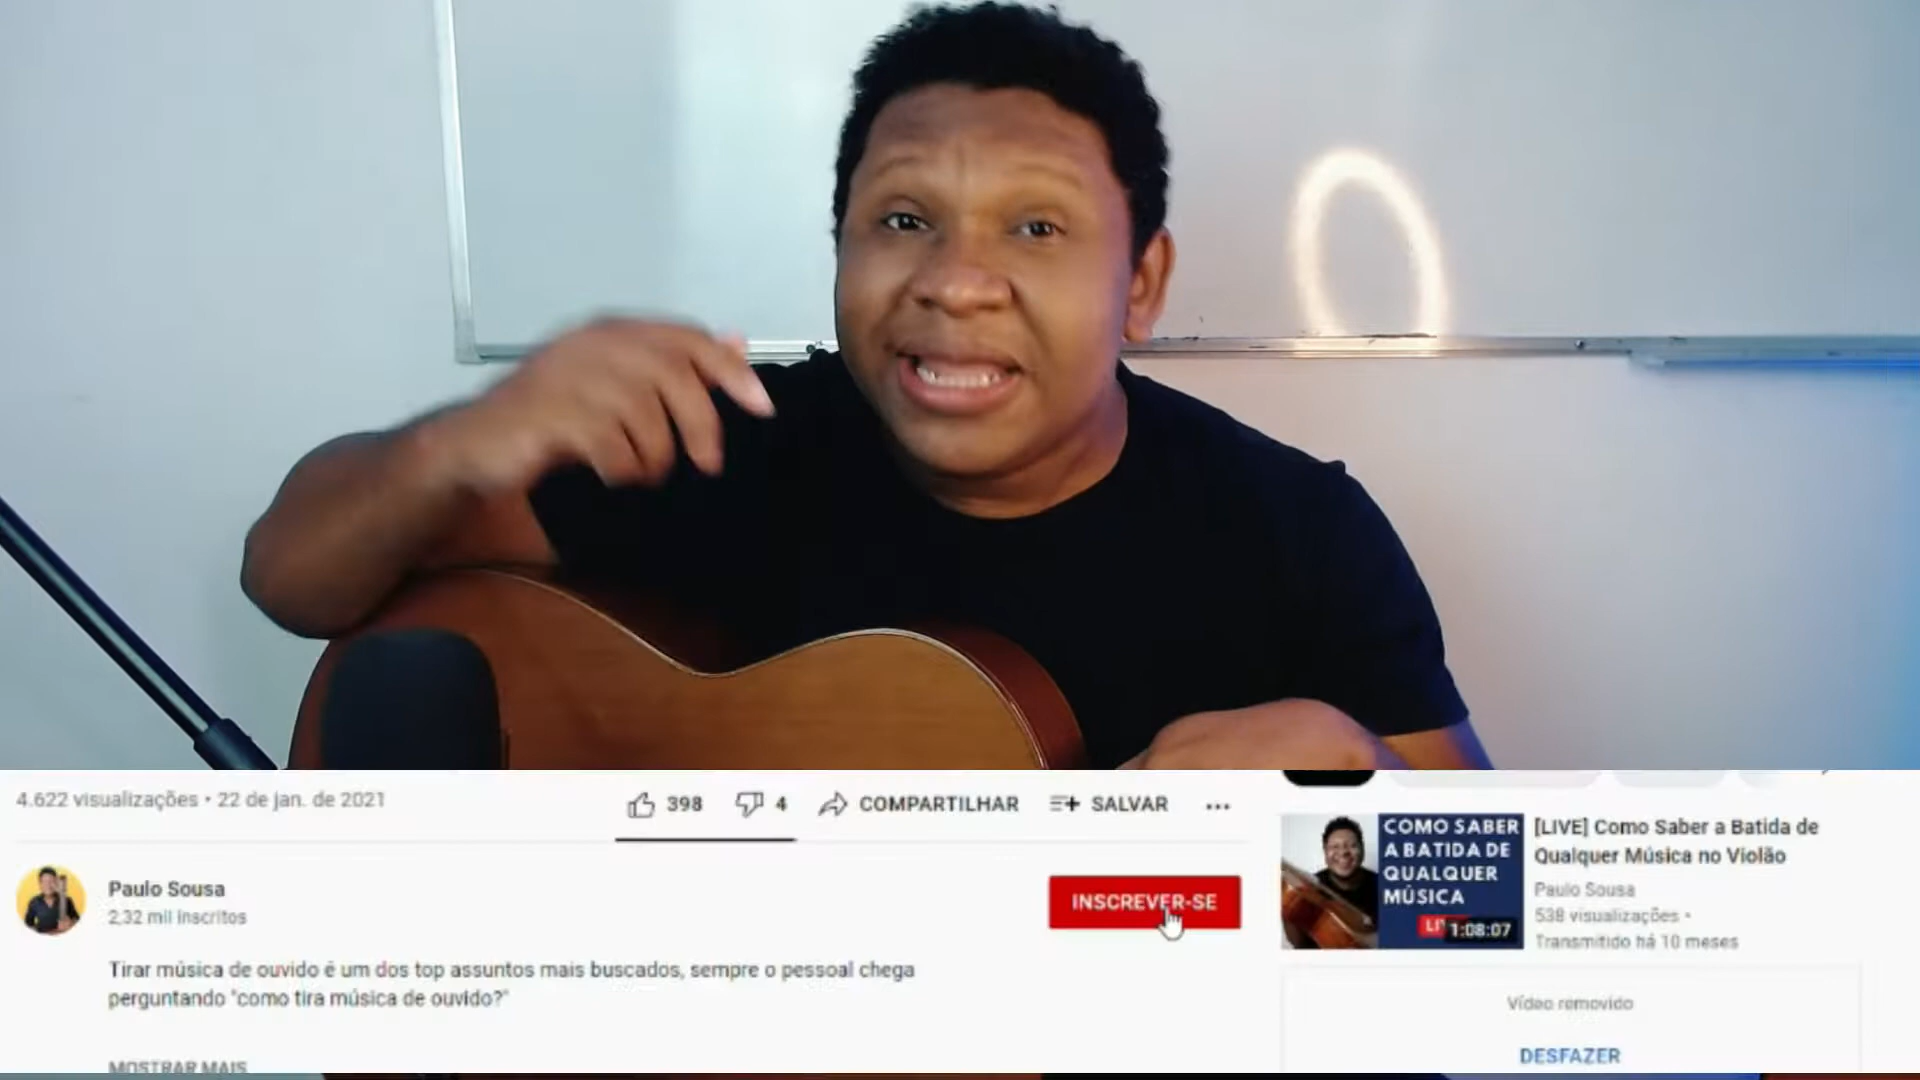 4.622 visualizações • 22 de jan. de 2021
398
4
COMPARTILHAR
SALVAR
Paulo Sousa
2,32 mil inscritos
INSCREVER-SE
Tirar música de ouvido é um dos top assuntos mais buscados, sempre o pessoal chega
perguntando "como tira música de ouvido?"
MOSTRAR MAIS
COMO SABER
A BATIDA DE
QUALQUER
MÚSICA
1:08:07
[LIVE] Como Saber a Batida de
Qualquer Música no Violão
Paulo Sousa
538 visualizações •
Transmitido há 10 meses
Vídeo removido
DESFAZER